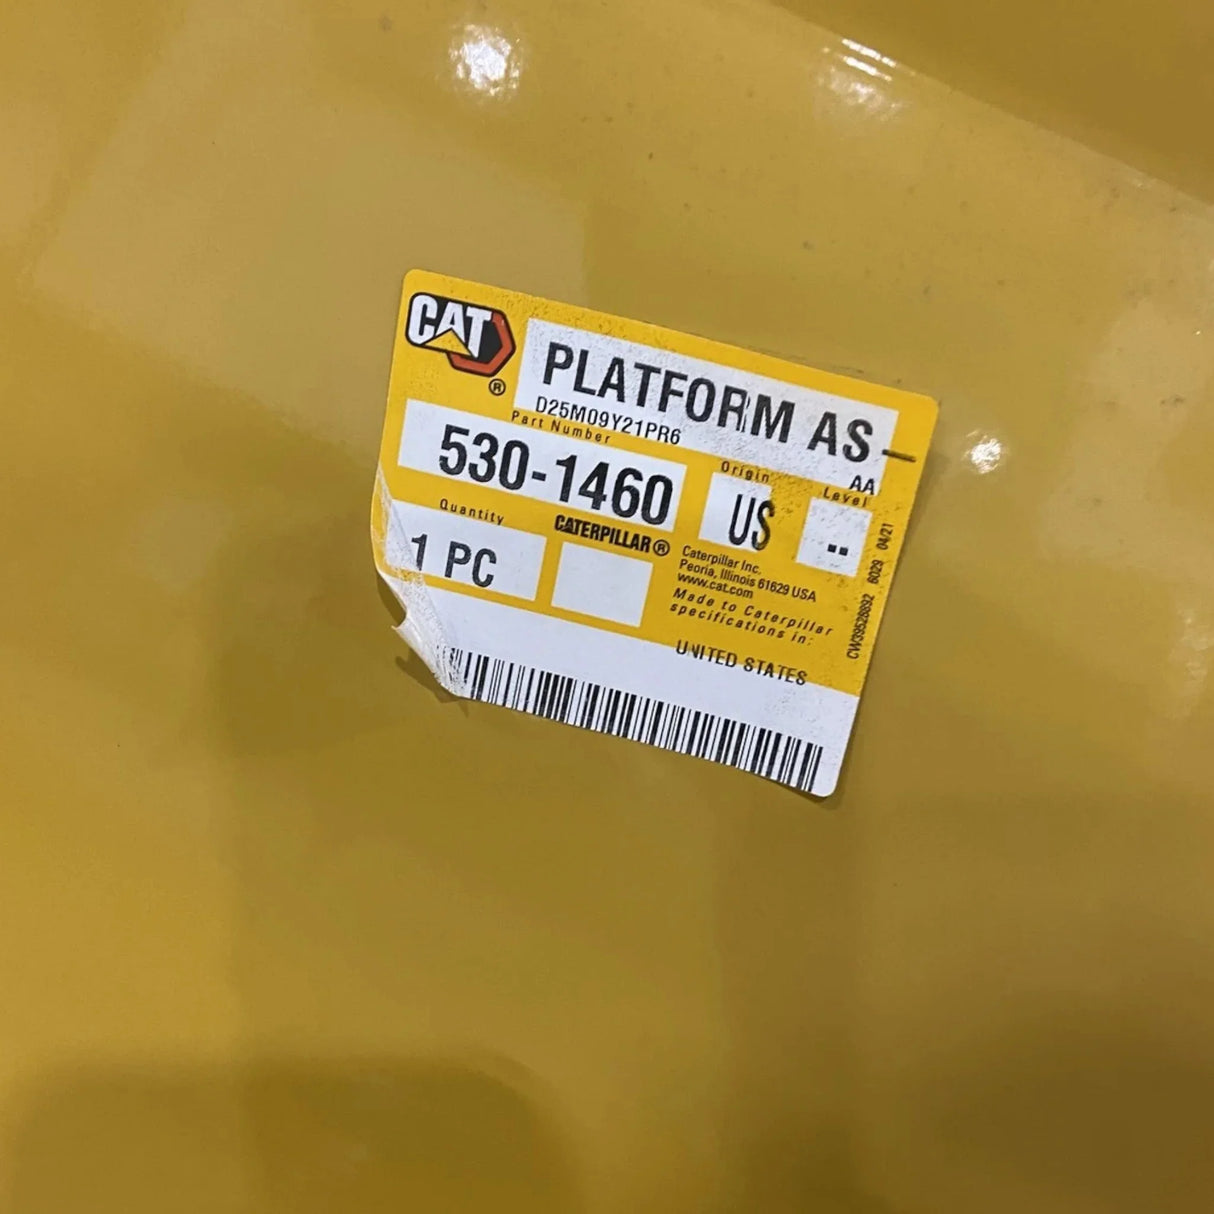 CAT
®
PLATFORM AS-
D25M09Y21PR6
AA
Part Number
530-1460
Origin
US
Level
..
Quantity
1 PC
CATERPILLAR®
Caterpillar Inc.
Peoria, Illinois 61629 USA
www.cat.com
Made to Caterpillar
specifications in:
UNITED STATES
CW39528892 6029 04/21